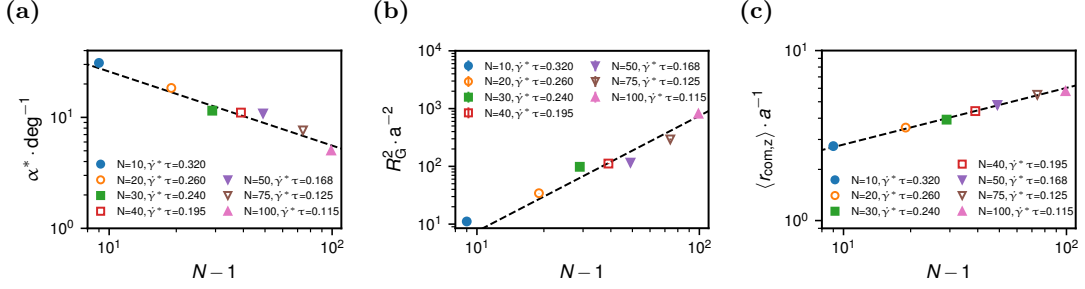 (a)
(b)
(c)
α* · deg⁻¹
10¹
10⁰
N=10, γ̇* τ=0.320
N=20, γ̇* τ=0.260
N=30, γ̇* τ=0.240
N=40, γ̇* τ=0.195
N=50, γ̇* τ=0.168
N=75, γ̇* τ=0.125
N=100, γ̇* τ=0.115
10¹
10²
N − 1
R²_G · a⁻²
10⁴
10³
10²
10¹
N=10, γ̇* τ=0.320
N=20, γ̇* τ=0.260
N=30, γ̇* τ=0.240
N=40, γ̇* τ=0.195
N=50, γ̇* τ=0.168
N=75, γ̇* τ=0.125
N=100, γ̇* τ=0.115
10¹
10²
N − 1
⟨r_com,z⟩ · a⁻¹
10¹
10⁰
N=10, γ̇* τ=0.320
N=20, γ̇* τ=0.260
N=30, γ̇* τ=0.240
N=40, γ̇* τ=0.195
N=50, γ̇* τ=0.168
N=75, γ̇* τ=0.125
N=100, γ̇* τ=0.115
10¹
10²
N − 1